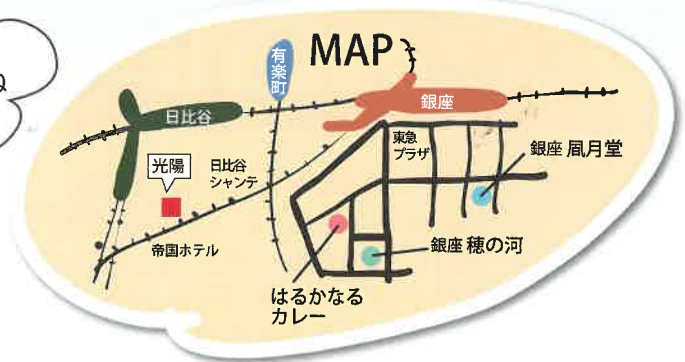 MAP
有楽町
日比谷
銀座
光陽
日比谷
シャンテ
東急
プラザ
銀座 凮月堂
帝国ホテル
銀座 穂の河
はるかなる
カレー